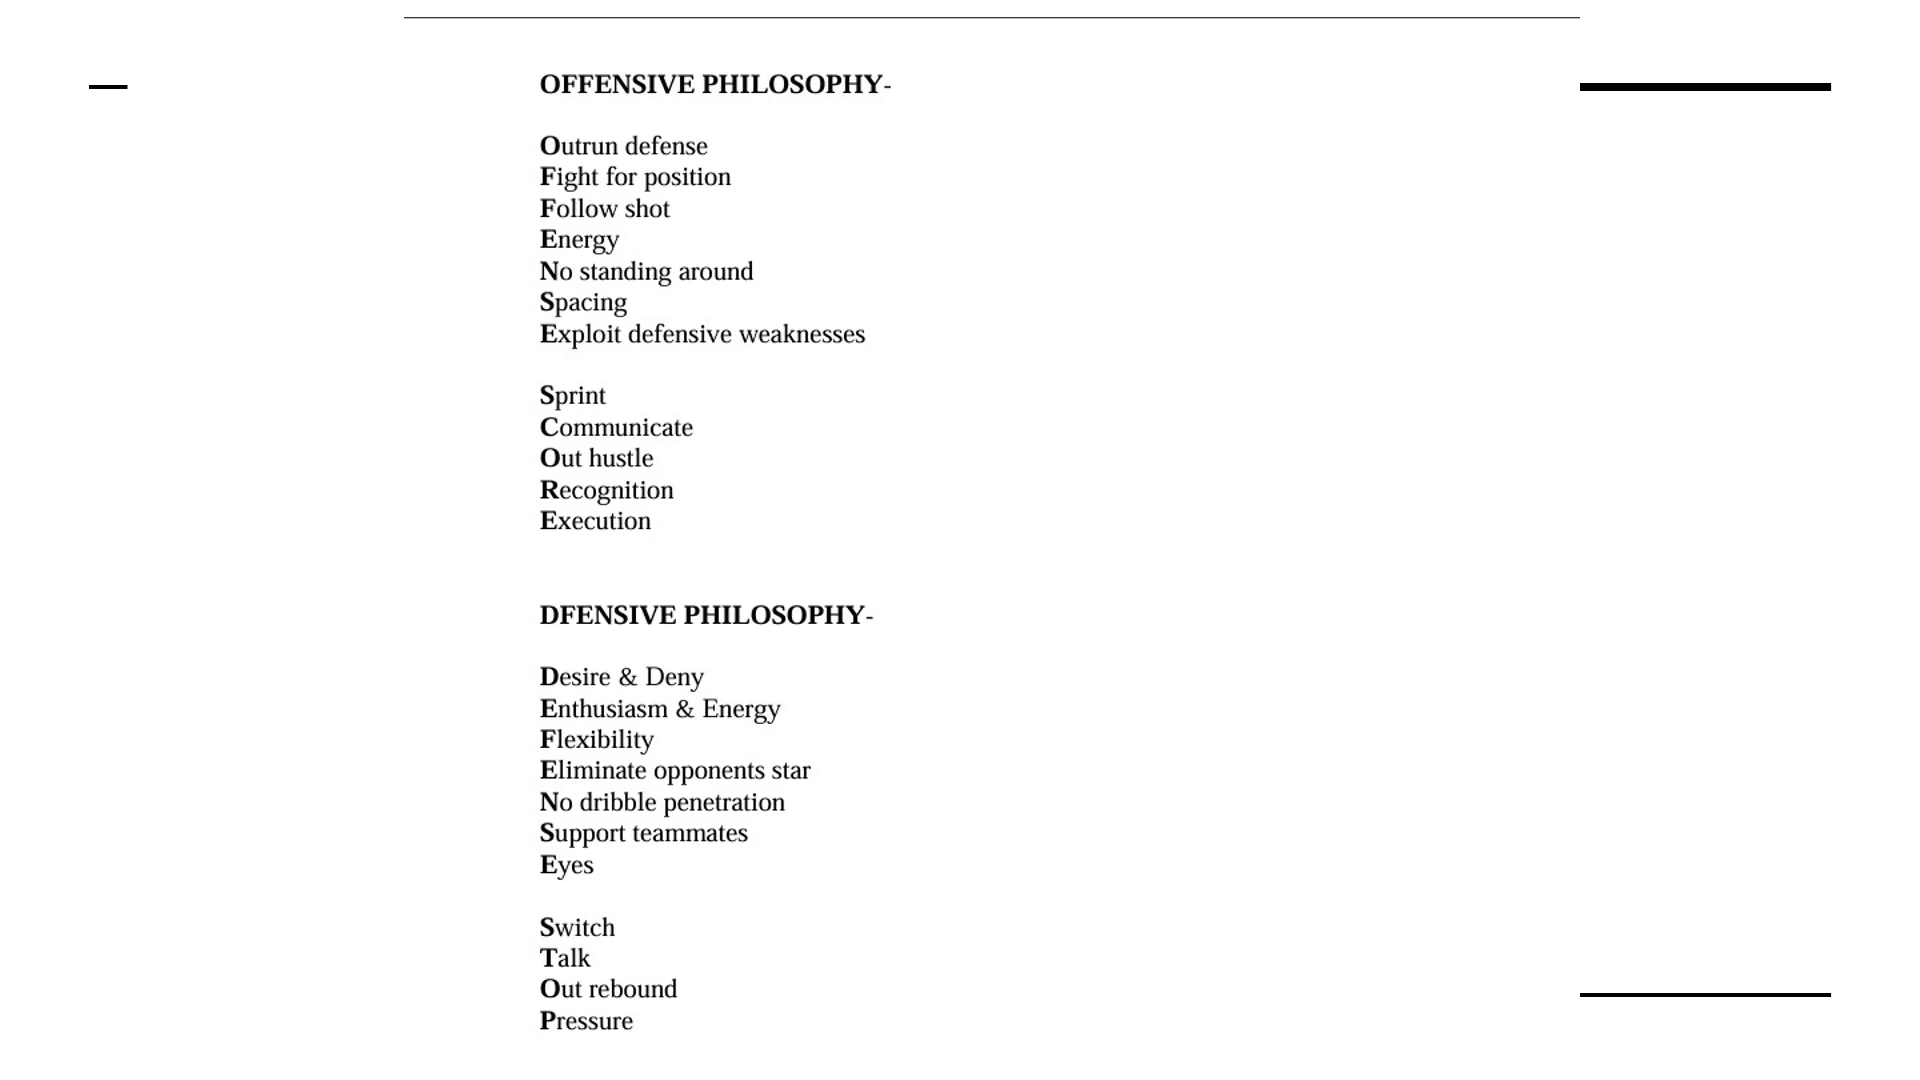 OFFENSIVE PHILOSOPHY-
Outrun defense
Fight for position
Follow shot
Energy
No standing around
Spacing
Exploit defensive weaknesses
Sprint
Communicate
Out hustle
Recognition
Execution
DFENSIVE PHILOSOPHY-
Desire & Deny
Enthusiasm & Energy
Flexibility
Eliminate opponents star
No dribble penetration
Support teammates
Eyes
Switch
Talk
Out rebound
Pressure